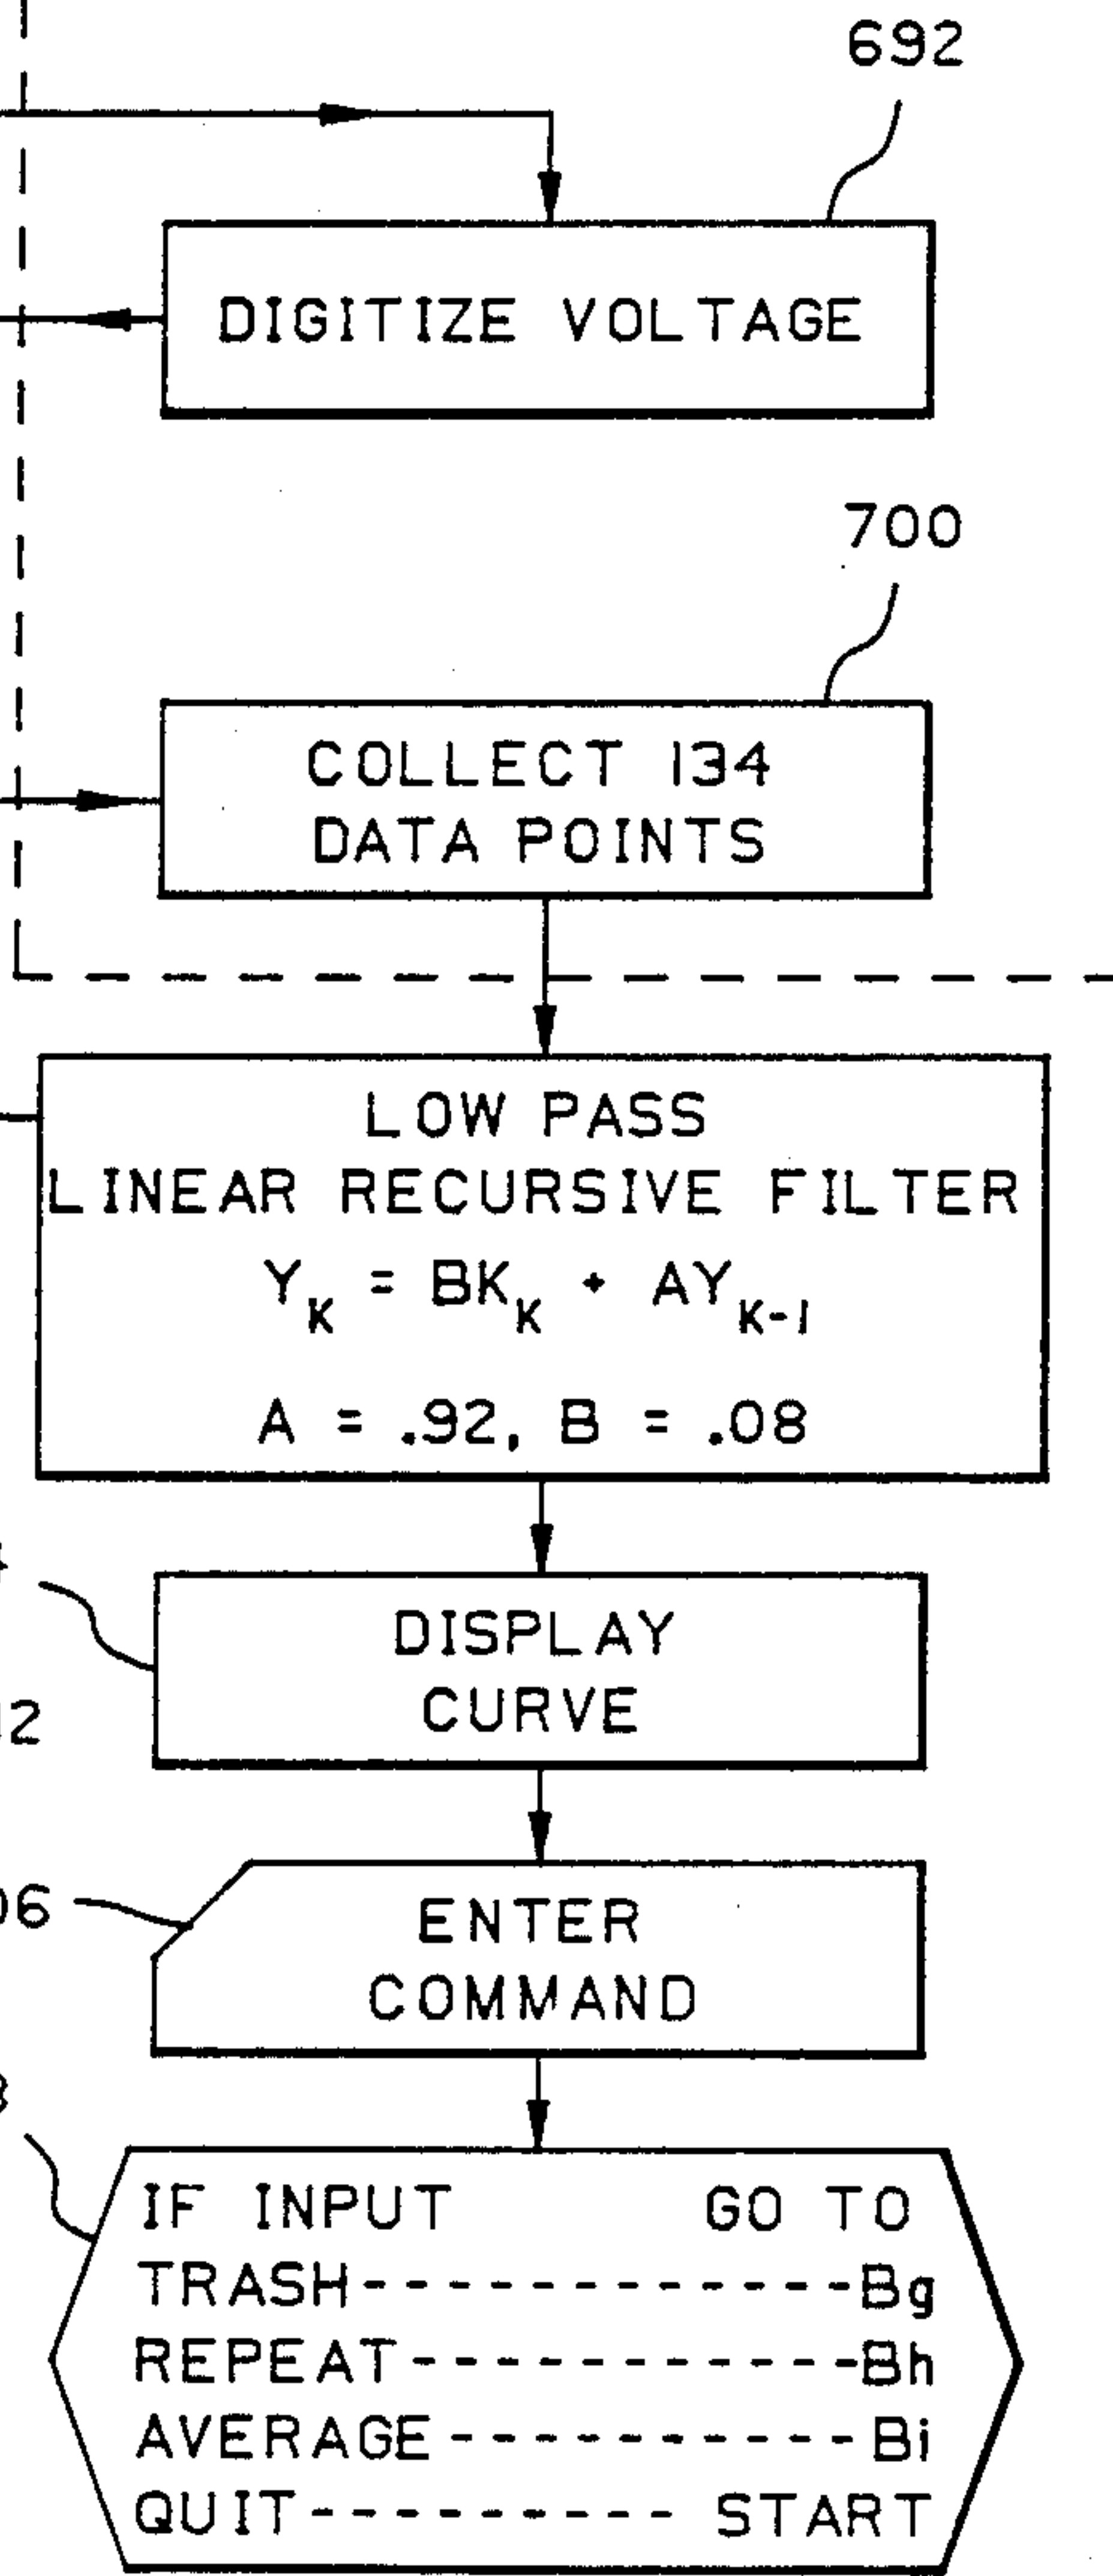 692
DIGITIZE VOLTAGE
700
COLLECT 134
DATA POINTS
LOW PASS
LINEAR RECURSIVE FILTER
Y_K = BK_K + AY_K-1
A = .92, B = .08
DISPLAY
CURVE
ENTER
COMMAND
06
IF INPUT GO TO
TRASH-------------Bg
REPEAT-----------Bh
AVERAGE----------Bi
QUIT--------- START